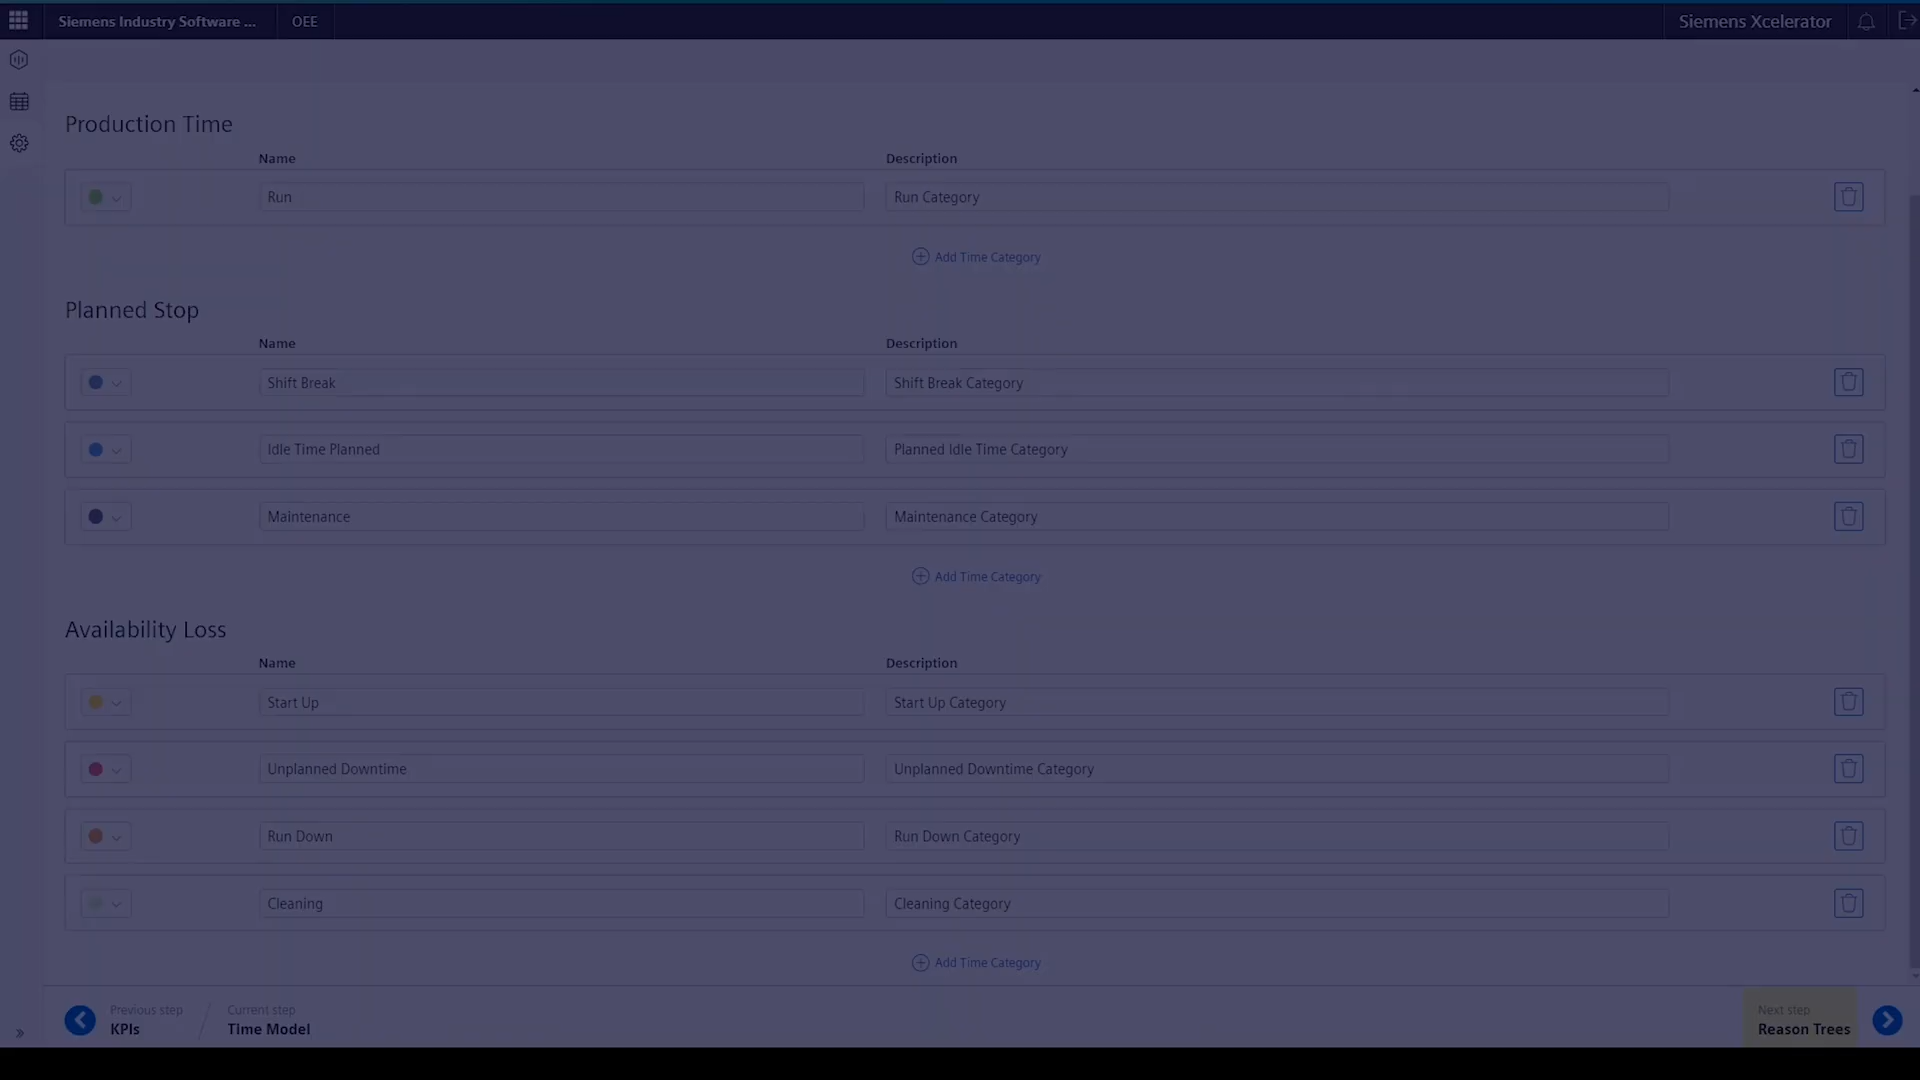 Siemens Industry Software ...
OEE
Siemens Xcelerator
Production Time
Name Description
Run Run Category
Add Time Category
Planned Stop
Name Description
Shift Break Shift Break Category
Idle Time Planned Planned Idle Time Category
Maintenance Maintenance Category
Add Time Category
Availability Loss
Name Description
Start Up Start Up Category
Unplanned Downtime Unplanned Downtime Category
Run Down Run Down Category
Cleaning Cleaning Category
Add Time Category
Previous step
KPIs
Current step
Time Model
Next step
Reason Trees